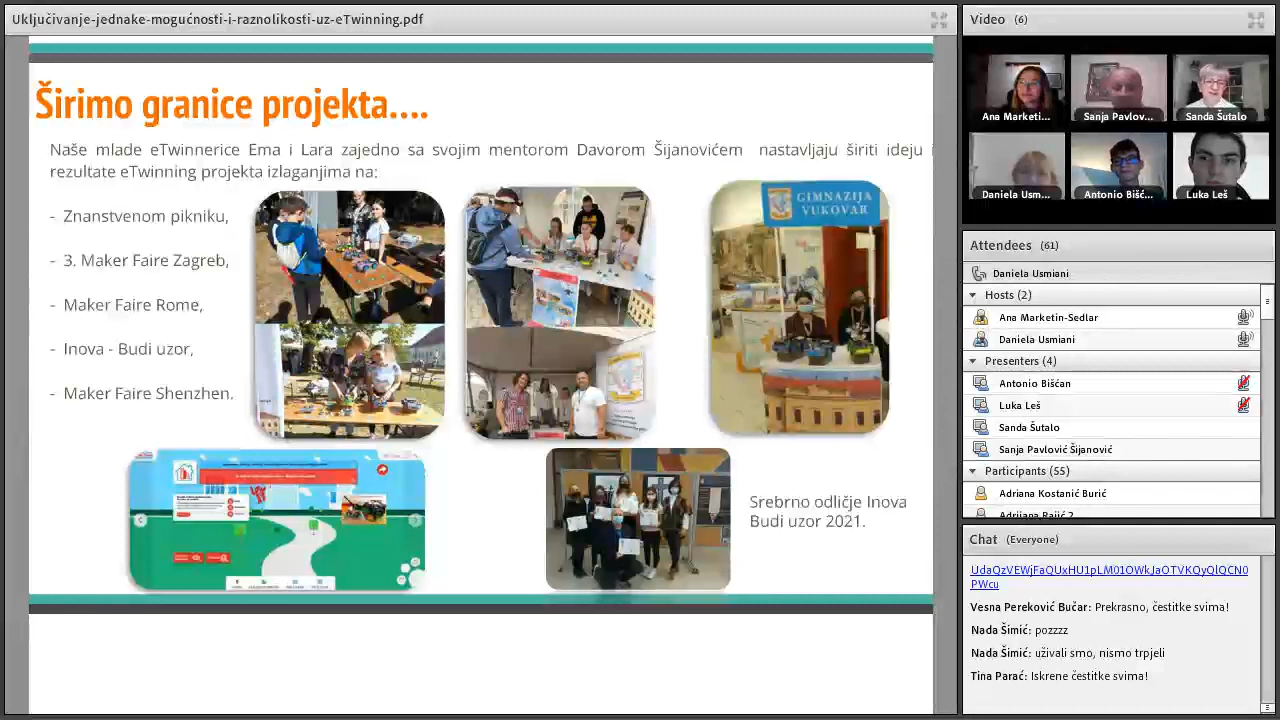 Uključivanje-jednake-mogućnosti-i-raznolikosti-uz-eTwinning.pdf
Širimo granice projekta....
Naše mlade eTwinnerice Ema i Lara zajedno sa svojim mentorom Davorom Šijanovićem nastavljaju širiti ideju i
rezultate eTwinning projekta izlaganjima na:
- Znanstvenom pikniku,
- 3. Maker Faire Zagreb,
- Maker Faire Rome,
- Inova - Budi uzor,
- Maker Faire Shenzhen.
GIMNAZIJA
VUKOVAR
Srebrno odličje Inova
Budi uzor 2021.
Video (6)
Ana Marketi...
Sanja Pavlov...
Sanda Šutalo
Daniela Usm...
Antonio Bišć...
Luka Leš
Attendees (61)
Daniela Usmiani
Hosts (2)
Ana Marketin-Sedlar
Daniela Usmiani
Presenters (4)
Antonio Bišćan
Luka Leš
Sanda Šutalo
Sanja Pavlović Šijanović
Participants (55)
Adriana Kostanić Burić
Adrijana Rajić 2
Chat (Everyone)
UdaQzVEWjFaQUxHU1pLM01OWkJaOTVKQyQlQCN0
PWcu
Vesna Pereković Bučar: Prekrasno, čestitke svima!
Nada Šimić: pozzzz
Nada Šimić: uživali smo, nismo trpjeli
Tina Parać: Iskrene čestitke svima!